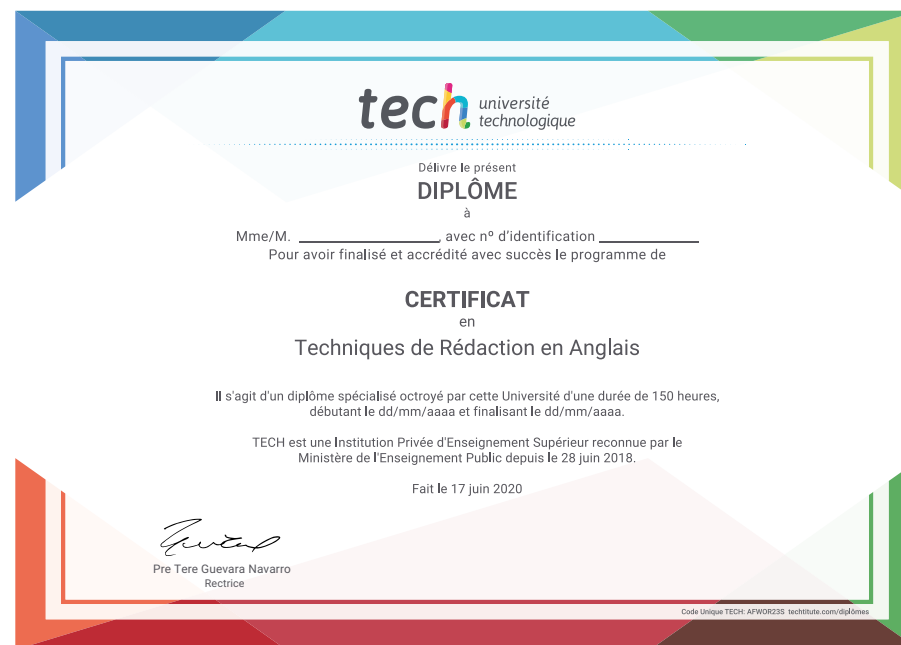 tech université
technologique
Délivre le présent
DIPLÔME
à
Mme/M. ____________________, avec nº d'identification ______________
Pour avoir finalisé et accrédité avec succès le programme de
CERTIFICAT
en
Techniques de Rédaction en Anglais
Il s'agit d'un diplôme spécialisé octroyé par cette Université d'une durée de 150 heures,
débutant le dd/mm/aaaa et finalisant le dd/mm/aaaa.
TECH est une Institution Privée d'Enseignement Supérieur reconnue par le
Ministère de l'Enseignement Public depuis le 28 juin 2018.
Fait le 17 juin 2020
Pre Tere Guevara Navarro
Rectrice
Code Unique TECH: AFWOR23S techtitute.com/diplômes